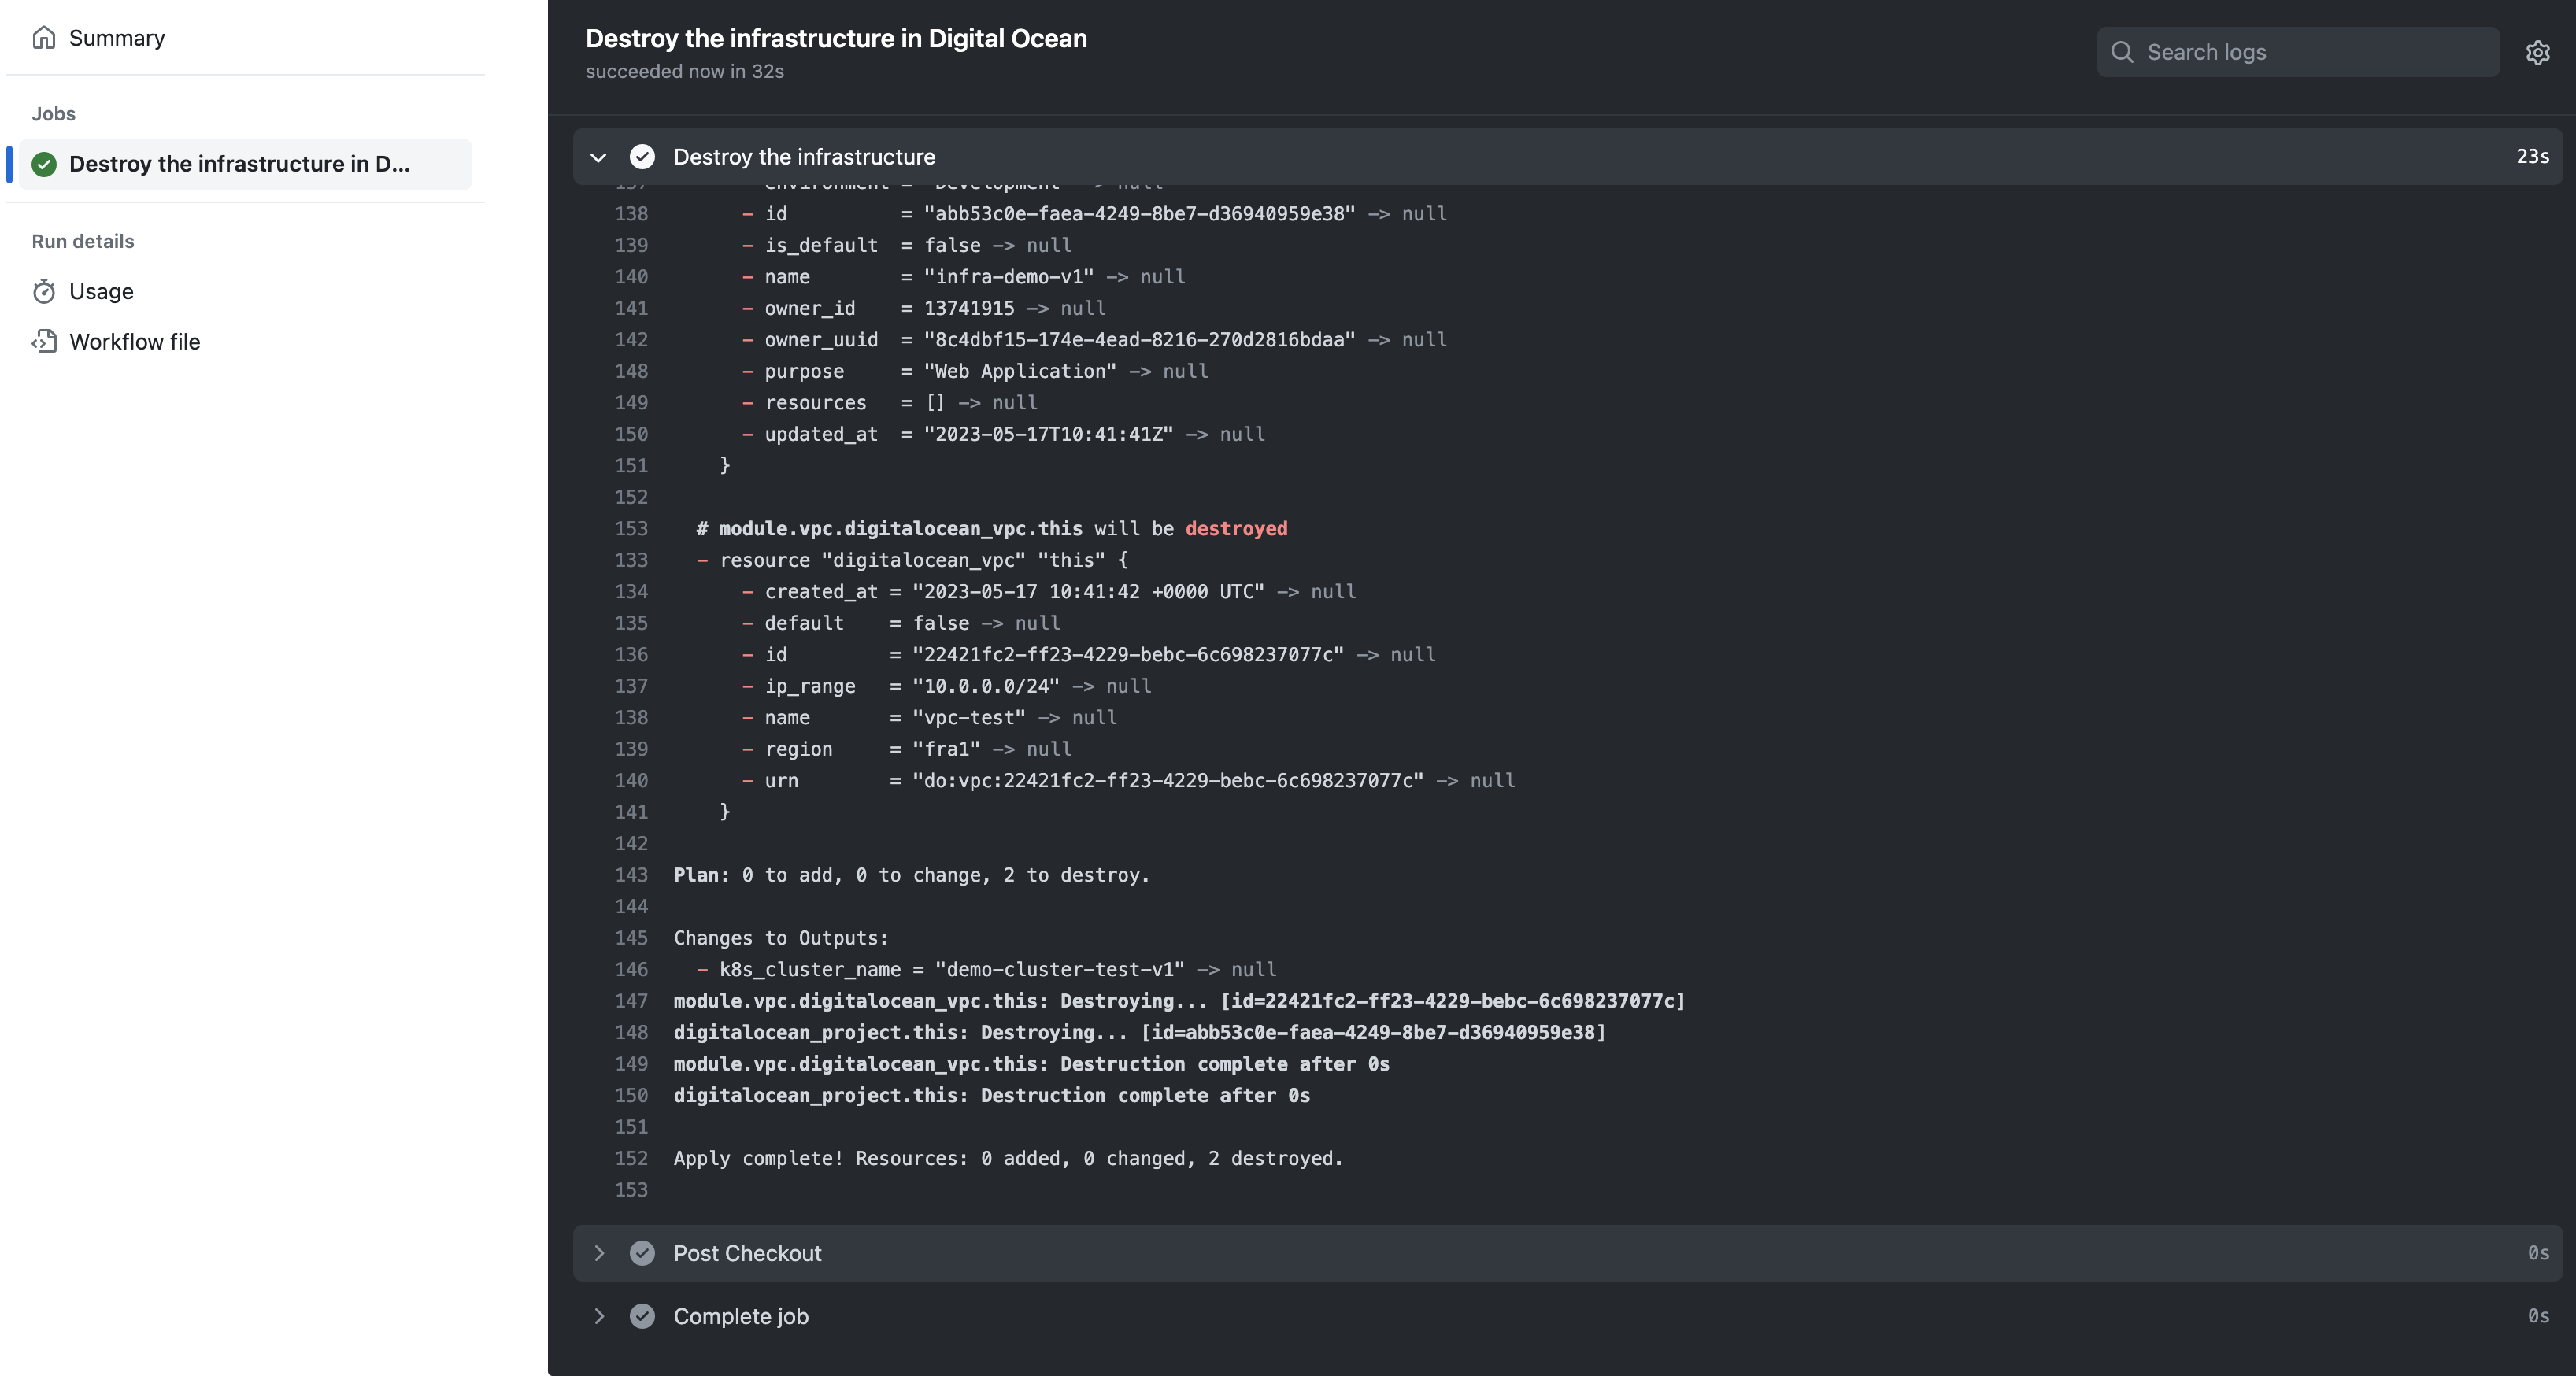 Summary
Jobs
Destroy the infrastructure in D...
Run details
Usage
Workflow file
Destroy the infrastructure in Digital Ocean
succeeded now in 32s
Search logs
Destroy the infrastructure 23s
137 - environment = "Development" -> null
138 - id = "abb53c0e-faea-4249-8be7-d36940959e38" -> null
139 - is_default = false -> null
140 - name = "infra-demo-v1" -> null
141 - owner_id = 13741915 -> null
142 - owner_uuid = "8c4dbf15-174e-4ead-8216-270d2816bdaa" -> null
148 - purpose = "Web Application" -> null
149 - resources = [] -> null
150 - updated_at = "2023-05-17T10:41:41Z" -> null
151 }
152
153 # module.vpc.digitalocean_vpc.this will be destroyed
133 - resource "digitalocean_vpc" "this" {
134 - created_at = "2023-05-17 10:41:42 +0000 UTC" -> null
135 - default = false -> null
136 - id = "22421fc2-ff23-4229-bebc-6c698237077c" -> null
137 - ip_range = "10.0.0.0/24" -> null
138 - name = "vpc-test" -> null
139 - region = "fra1" -> null
140 - urn = "do:vpc:22421fc2-ff23-4229-bebc-6c698237077c" -> null
141 }
142
143 Plan: 0 to add, 0 to change, 2 to destroy.
144
145 Changes to Outputs:
146 - k8s_cluster_name = "demo-cluster-test-v1" -> null
147 module.vpc.digitalocean_vpc.this: Destroying... [id=22421fc2-ff23-4229-bebc-6c698237077c]
148 digitalocean_project.this: Destroying... [id=abb53c0e-faea-4249-8be7-d36940959e38]
149 module.vpc.digitalocean_vpc.this: Destruction complete after 0s
150 digitalocean_project.this: Destruction complete after 0s
151
152 Apply complete! Resources: 0 added, 0 changed, 2 destroyed.
153
Post Checkout 0s
Complete job 0s